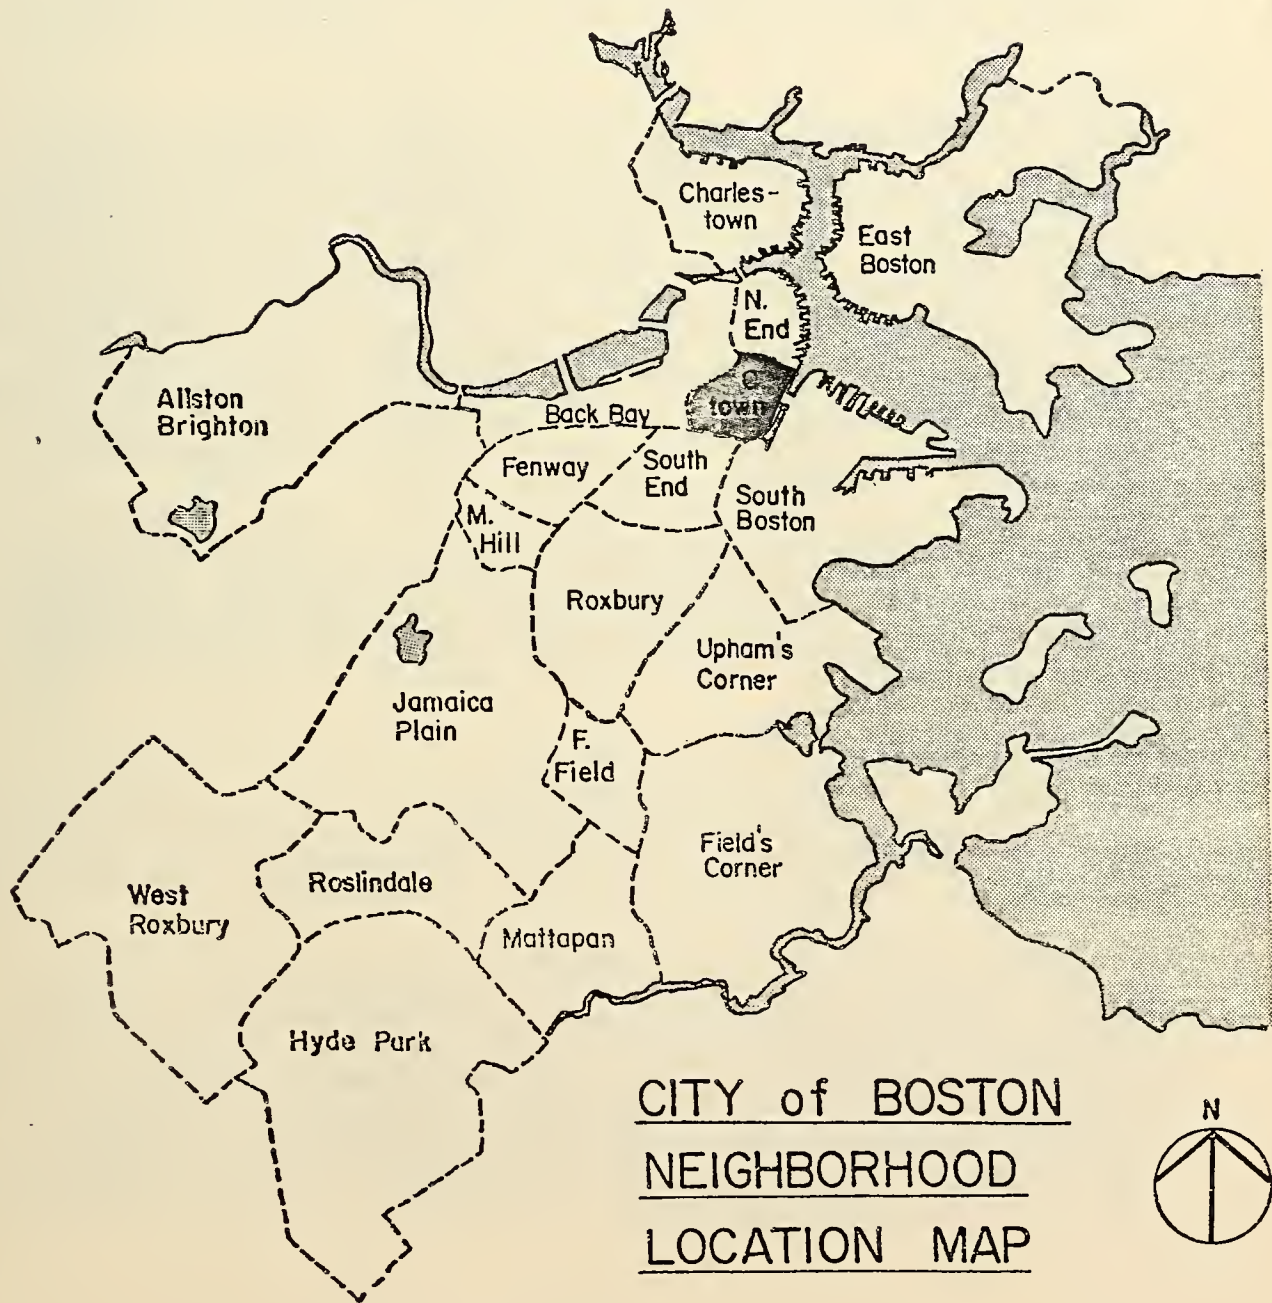 Charles-
town
East
Boston
N.
End
Allston
Brighton
C
town
Back Bay
Fenway
South
End
South
Boston
M.
Hill
Roxbury
Upham's
Corner
Jamaica
Plain
F.
Field
Field's
Corner
West
Roxbury
Roslindale
Mattapan
Hyde Park
CITY of BOSTON
NEIGHBORHOOD
LOCATION MAP
N